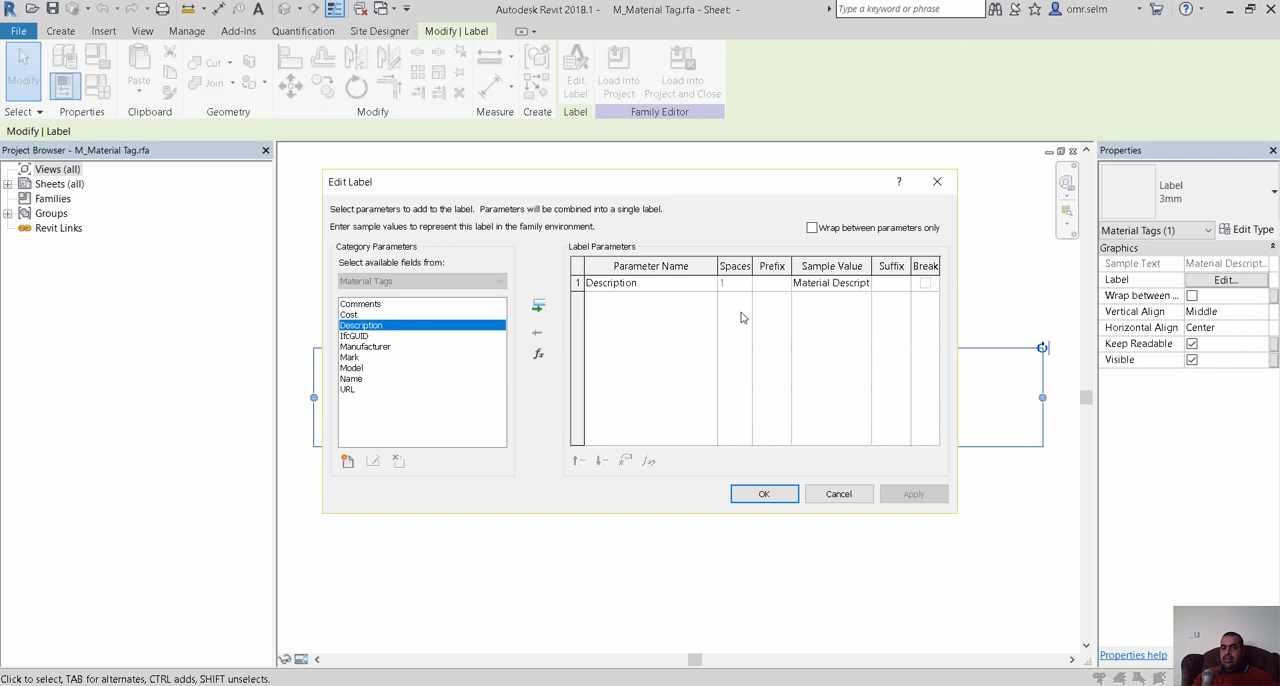 Autodesk Revit 2018.1 - M_Material Tag.rfa - Sheet: -
Type a keyword or phrase
omr.selm
File Create Insert View Manage Add-Ins Quantification Site Designer Modify | Label
Modify
Paste
Cut
Join
Edit Label
Load into Project
Load into Project and Close
Select Properties Clipboard Geometry Modify Measure Create Label Family Editor
Modify | Label
Project Browser - M_Material Tag.rfa
Views (all)
Sheets (all)
Families
Groups
Revit Links
Edit Label
Select parameters to add to the label. Parameters will be combined into a single label.
Enter sample values to represent this label in the family environment.
Wrap between parameters only
Category Parameters
Select available fields from:
Material Tags
Comments
Cost
Description
IfcGUID
Manufacturer
Mark
Model
Name
URL
Label Parameters
Parameter Name Spaces Prefix Sample Value Suffix Break
1 Description 1 Material Descript
OK Cancel Apply
Properties
Label
3mm
Material Tags (1) Edit Type
Graphics
Sample Text Material Descript...
Label Edit...
Wrap between ...
Vertical Align Middle
Horizontal Align Center
Keep Readable
Visible
Properties help
Click to select, TAB for alternates, CTRL adds, SHIFT unselects.